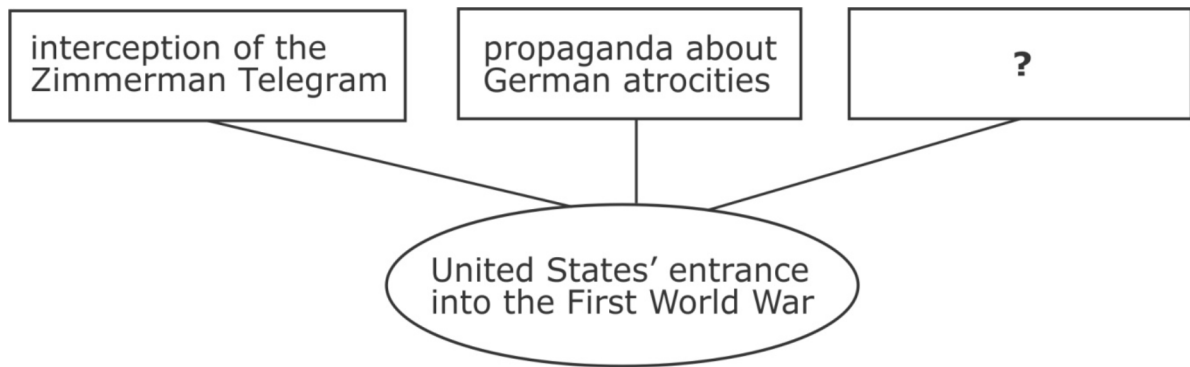 interception of the
Zimmerman Telegram
propaganda about
German atrocities
?
United States’ entrance
into the First World War